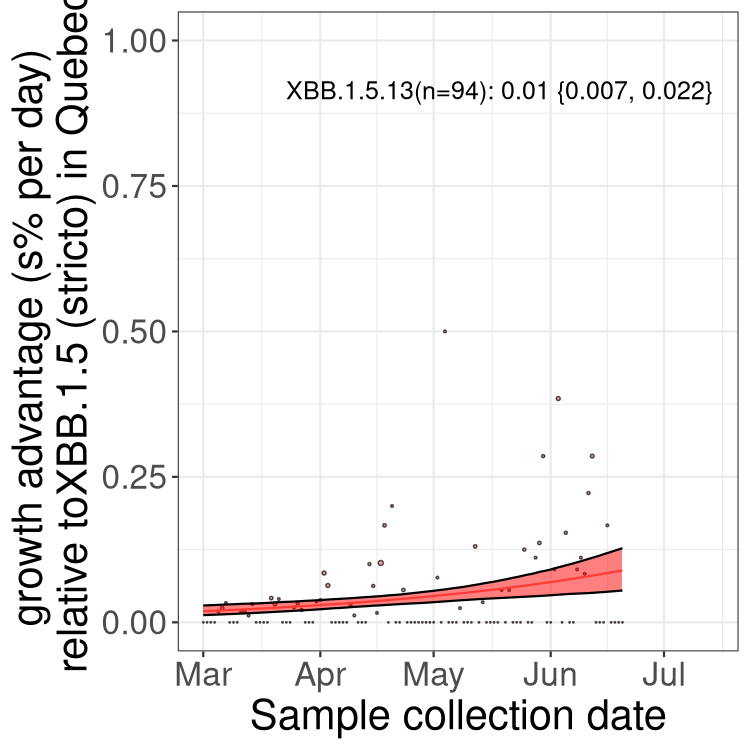 growth advantage (s% per day)
relative toXBB.1.5 (stricto) in Quebec
1.00
0.75
0.50
0.25
0.00
XBB.1.5.13(n=94): 0.01 {0.007, 0.022}
Mar Apr May Jun Jul
Sample collection date